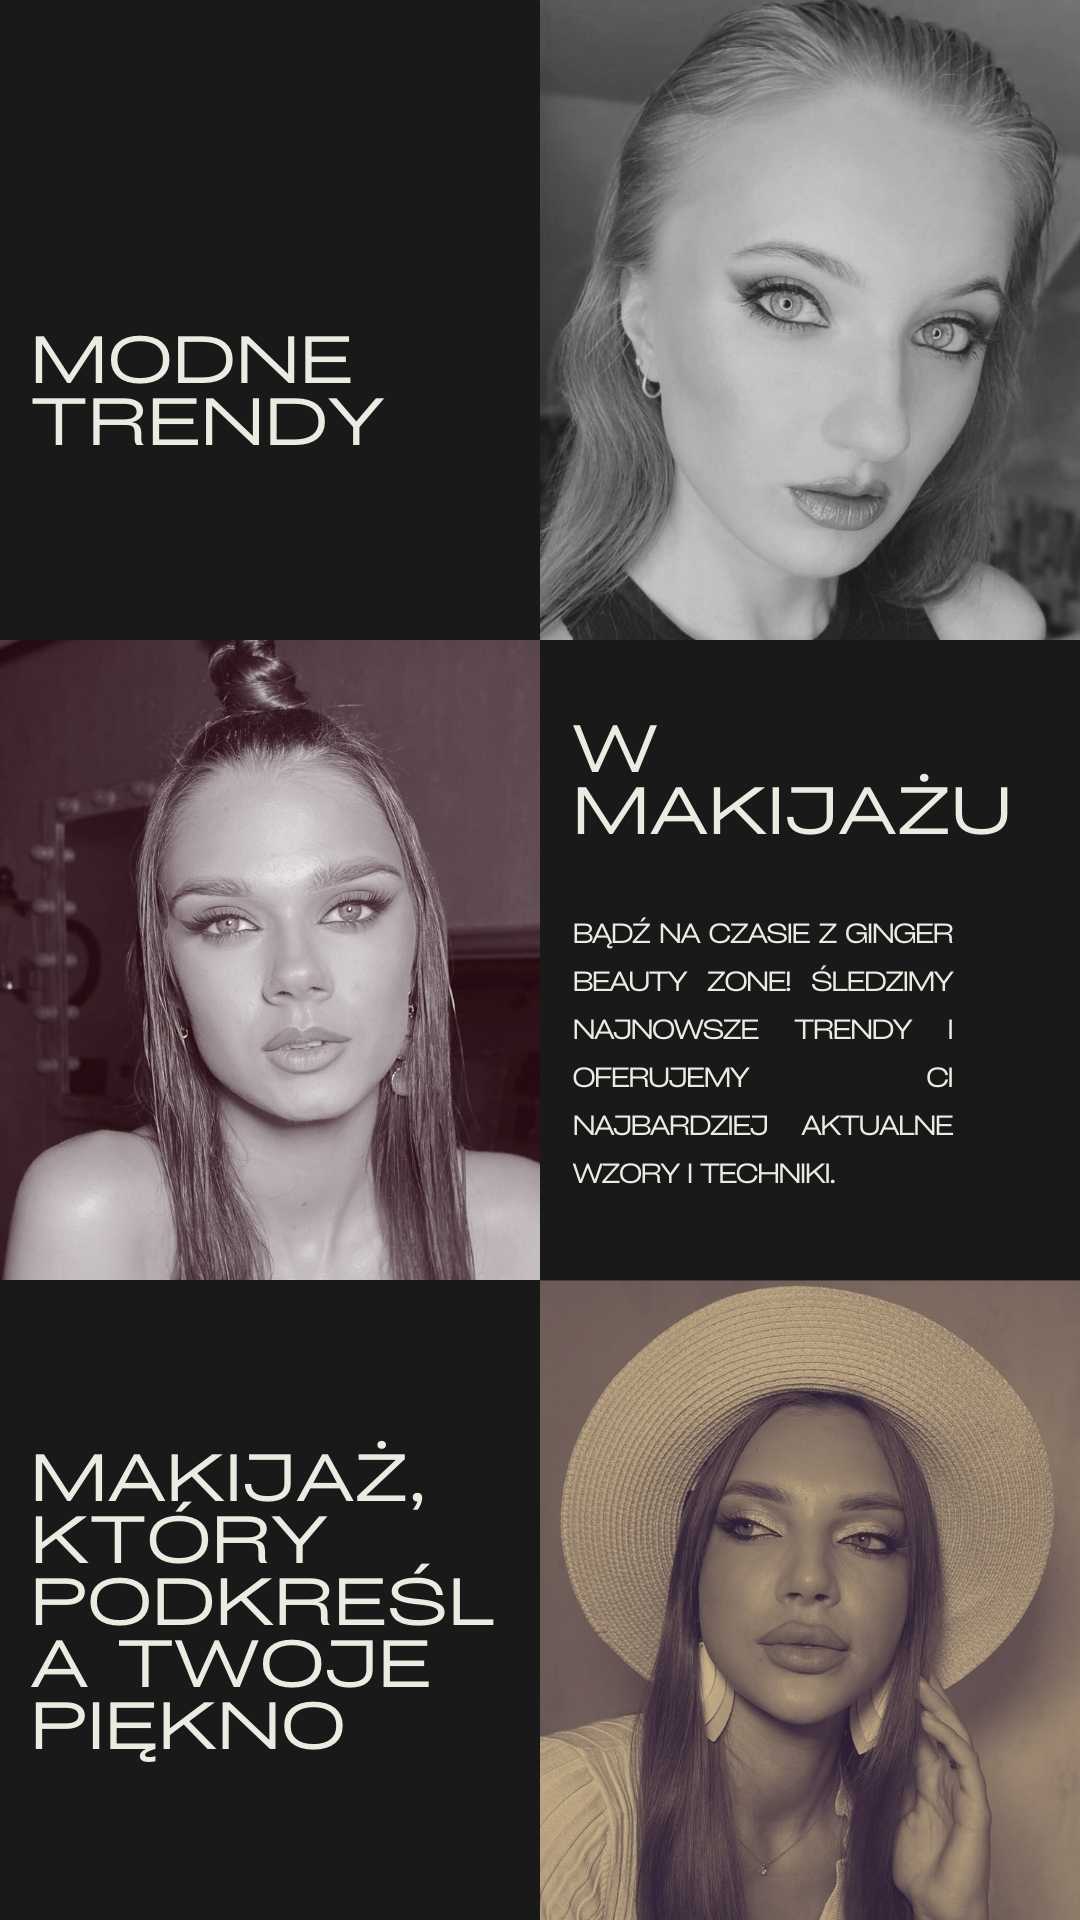 MODNE
TRENDY
W
MAKIJAŻU
BĄDŹ NA CZASIE Z GINGER
BEAUTY ZONE! ŚLEDZIMY
NAJNOWSZE TRENDY I
OFERUJEMY CI
NAJBARDZIEJ AKTUALNE
WZORY I TECHNIKI.
MAKIJAŻ,
KTÓRY
PODKREŚL
A TWOJE
PIĘKNO